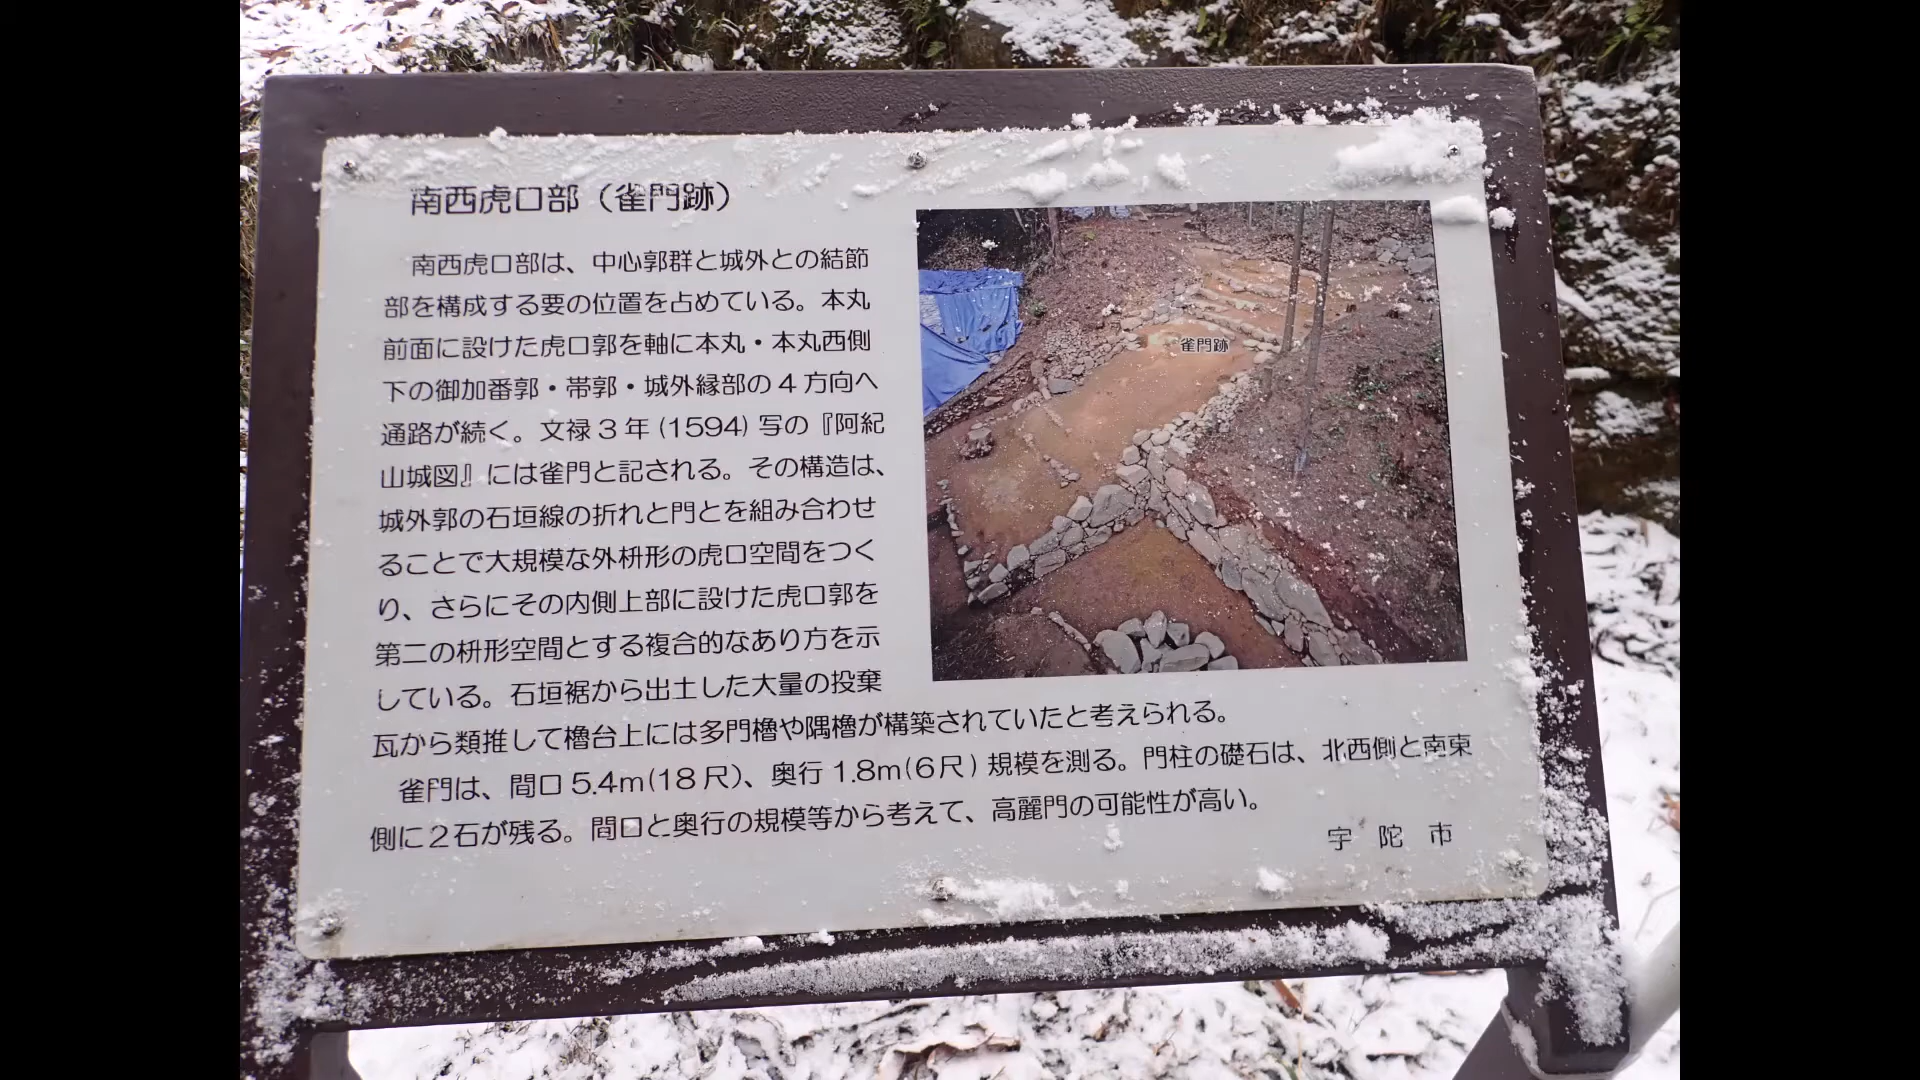 南西虎口部（雀門跡）
南西虎口部は、中心郭群と城外との結節
部を構成する要の位置を占めている。本丸
前面に設けた虎口郭を軸に本丸・本丸西側
下の御加番郭・帯郭・城外縁部の４方向へ
通路が続く。文禄３年(1594)写の『阿紀
山城図』には雀門と記される。その構造は、
城外郭の石垣線の折れと門とを組み合わせ
ることで大規模な外枡形の虎口空間をつく
り、さらにその内側上部に設けた虎口郭を
第二の枡形空間とする複合的なあり方を示
している。石垣裾から出土した大量の投棄
瓦から類推して櫓台上には多門櫓や隅櫓が構築されていたと考えられる。
雀門は、間口5.4m(18尺)、奥行1.8m(6尺)規模を測る。門柱の礎石は、北西側と南東
側に２石が残る。間口と奥行の規模等から考えて、高麗門の可能性が高い。
宇陀市
雀門跡